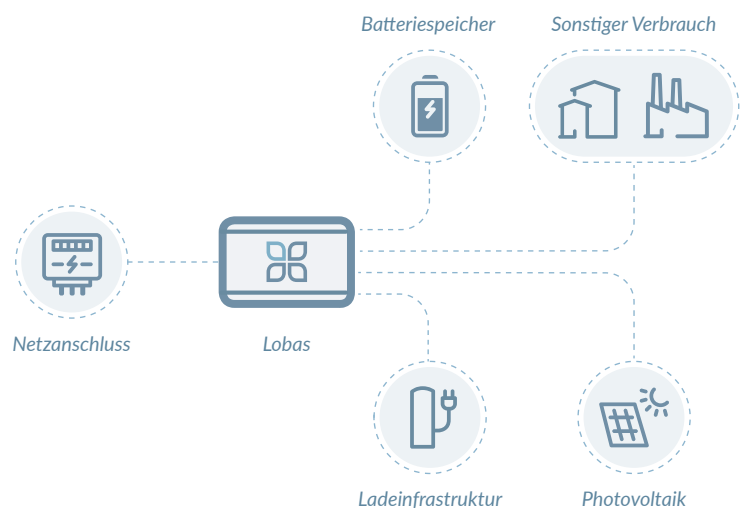 Batteriespeicher
Sonstiger Verbrauch
Netzanschluss
Lobas
Ladeinfrastruktur
Photovoltaik